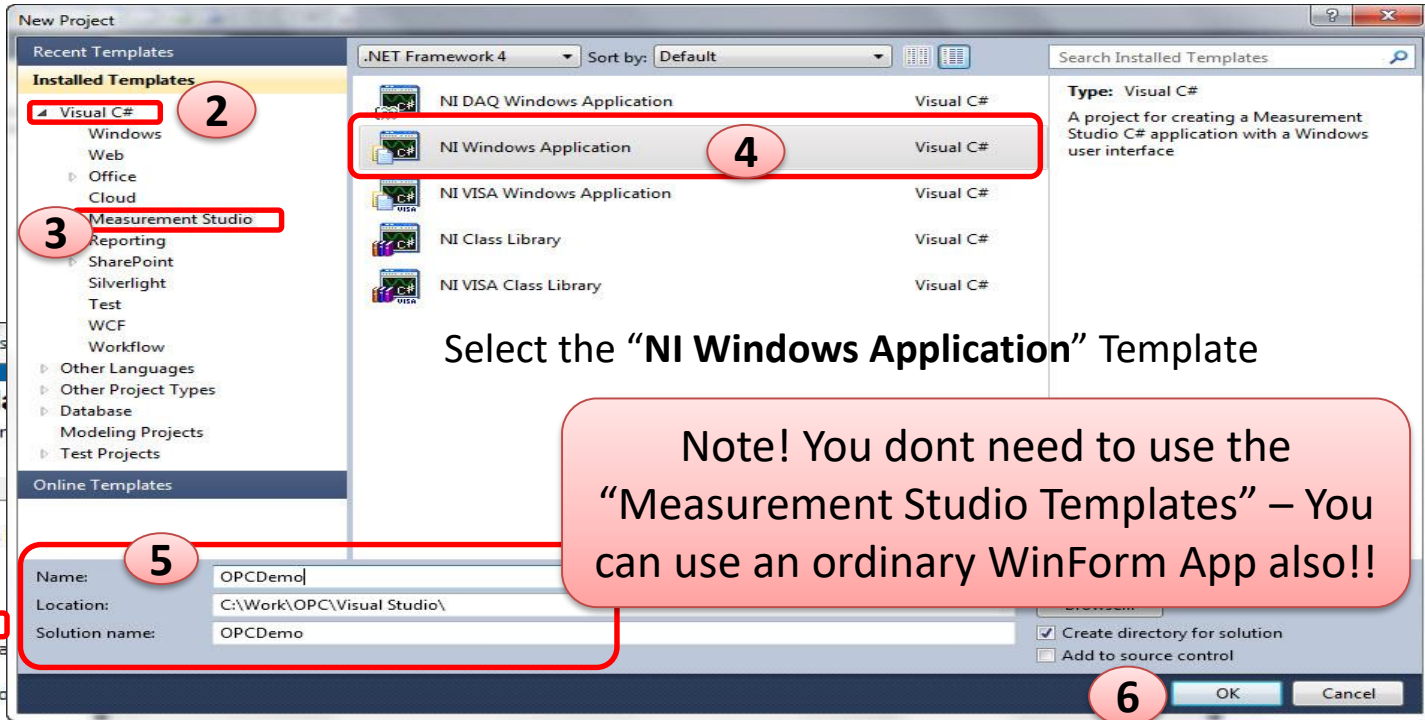 New Project
Recent Templates
.NET Framework 4
Sort by: Default
Search Installed Templates
Installed Templates
Visual C#
2
Windows
Web
Office
Cloud
Measurement Studio
3
Reporting
SharePoint
Silverlight
Test
WCF
Workflow
Other Languages
Other Project Types
Database
Modeling Projects
Test Projects
Online Templates
NI DAQ Windows Application Visual C#
NI Windows Application 4 Visual C#
NI VISA Windows Application Visual C#
NI Class Library Visual C#
NI VISA Class Library Visual C#
Type: Visual C#
A project for creating a Measurement
Studio C# application with a Windows
user interface
Select the “NI Windows Application” Template
Note! You dont need to use the
“Measurement Studio Templates” – You
can use an ordinary WinForm App also!!
5
Name: OPCDemo
Location: C:\Work\OPC\Visual Studio\
Solution name: OPCDemo
Create directory for solution
Add to source control
6
OK
Cancel